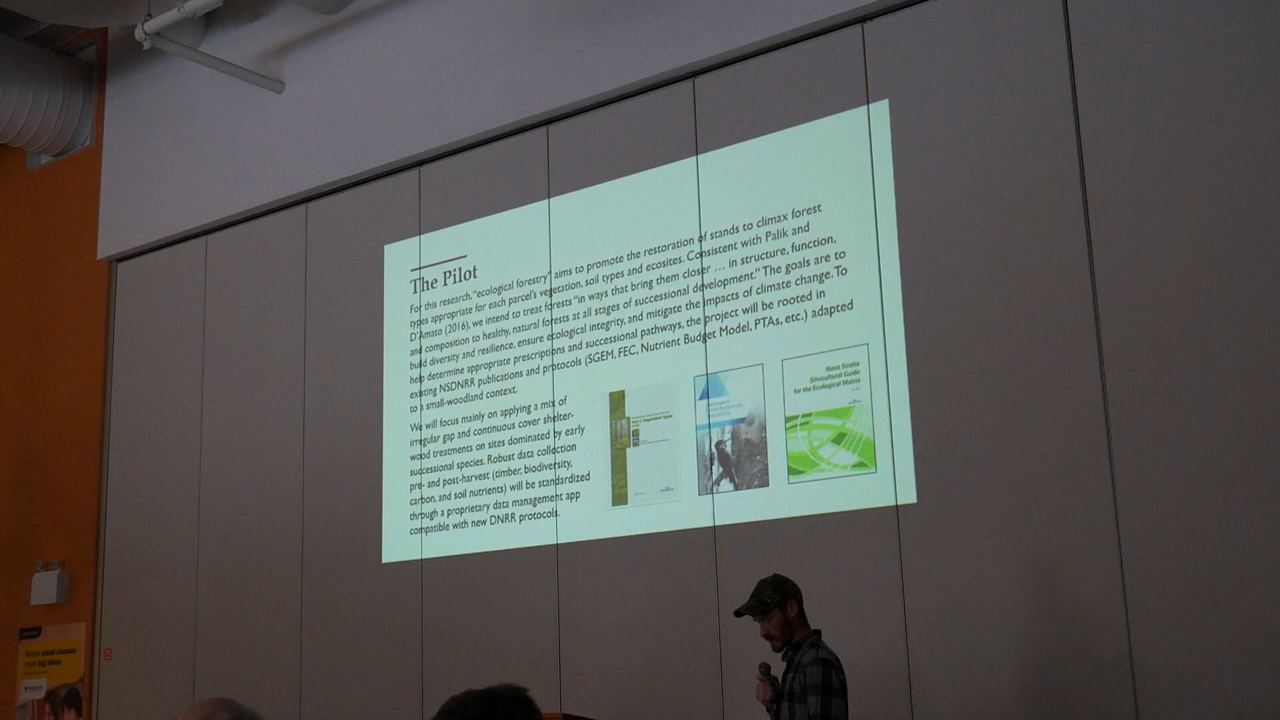 The Pilot
For this research, "ecological forestry" aims to promote the restoration of stands to climax forest
types appropriate for each parcel's vegetation, soil types and ecosites. Consistent with Palik and
D'Amato (2016), we intend to treat forests "in ways that bring them closer … in structure, function,
and composition to healthy, natural forests at all stages of successional development." The goals are to
build diversity and resilience, ensure ecological integrity, and mitigate the impacts of climate change. To
help determine appropriate prescriptions and successional pathways, the project will be rooted in
existing NSDNRR publications and protocols (SGEM, FEC, Nutrient Budget Model, PTAs, etc.) adapted
to a small-woodland context.
We will focus mainly on applying a mix of
irregular gap and continuous cover shelter-
wood treatments on sites dominated by early
successional species. Robust data collection
pre- and post-harvest (timber, biodiversity,
carbon, and soil nutrients) will be standardized
through a proprietary data management app
compatible with new DNRR protocols.
Nova Scotia
Silvicultural Guide
for the Ecological Matrix
Where small classes
meet big ideas